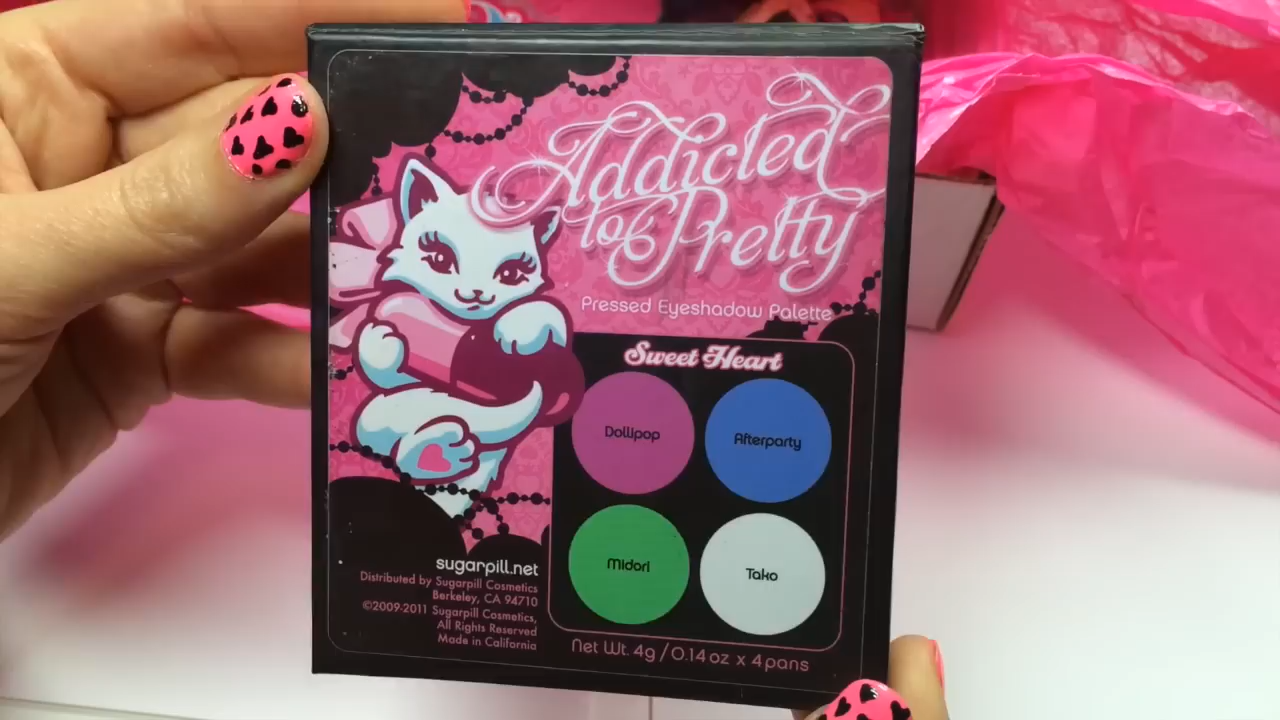 Addicted
to Pretty
Pressed Eyeshadow Palette
Sweet Heart
Dollipop
Afterparty
Midori
Tako
sugarpill.net
Distributed by Sugarpill Cosmetics
Berkeley, CA 94710
©2009-2011 Sugarpill Cosmetics,
All Rights Reserved
Made in California
Net Wt. 4g / 0.14 oz x 4 pans